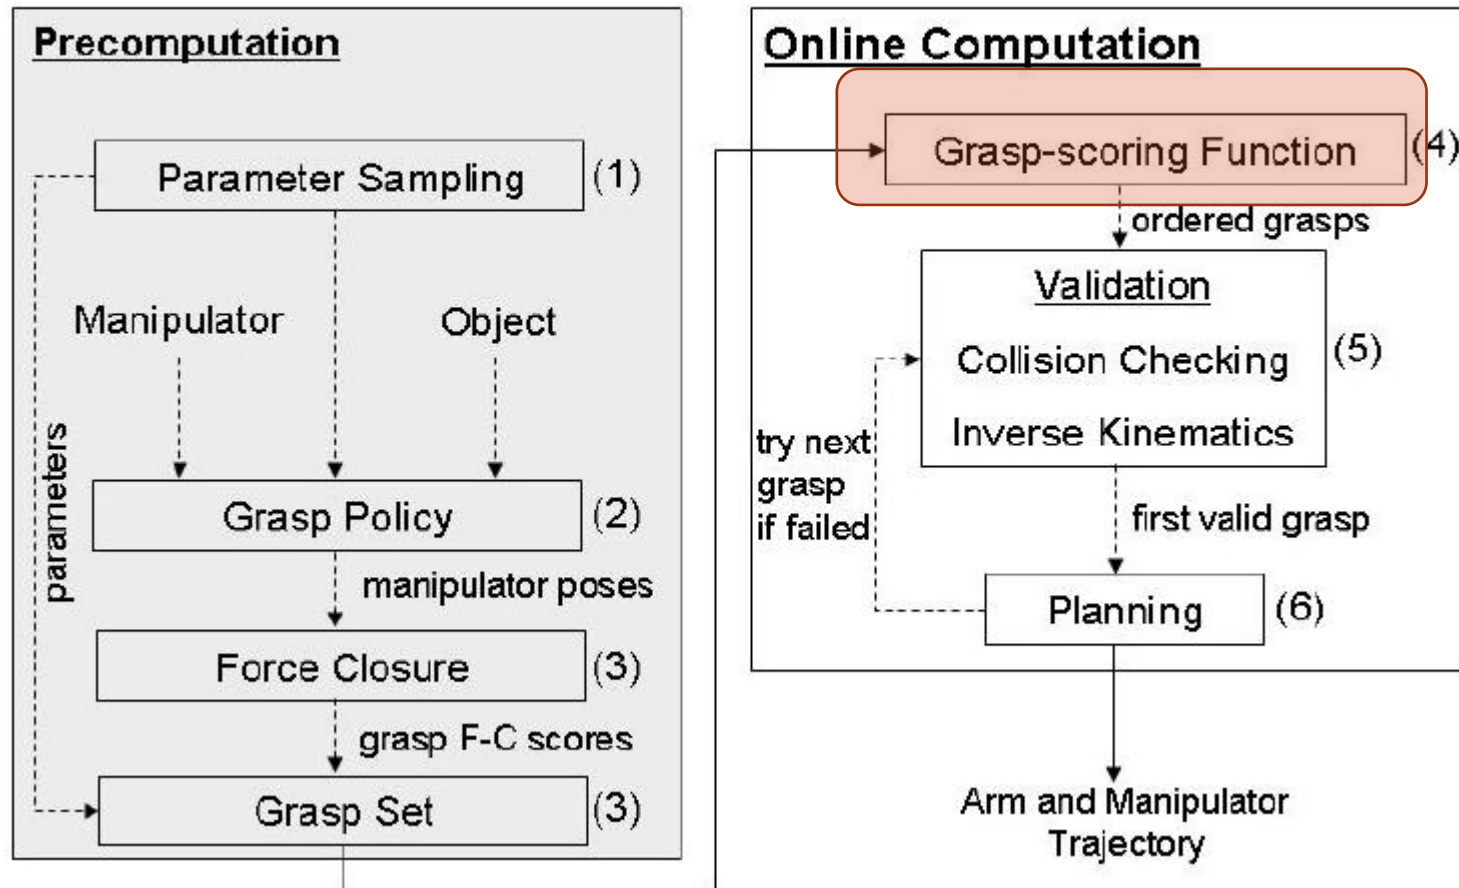 Precomputation
Parameter Sampling (1)
Manipulator
Object
parameters
Grasp Policy (2)
manipulator poses
Force Closure (3)
grasp F-C scores
Grasp Set (3)
Online Computation
Grasp-scoring Function (4)
ordered grasps
Validation
Collision Checking (5)
Inverse Kinematics
try next
grasp
if failed
first valid grasp
Planning (6)
Arm and Manipulator
Trajectory